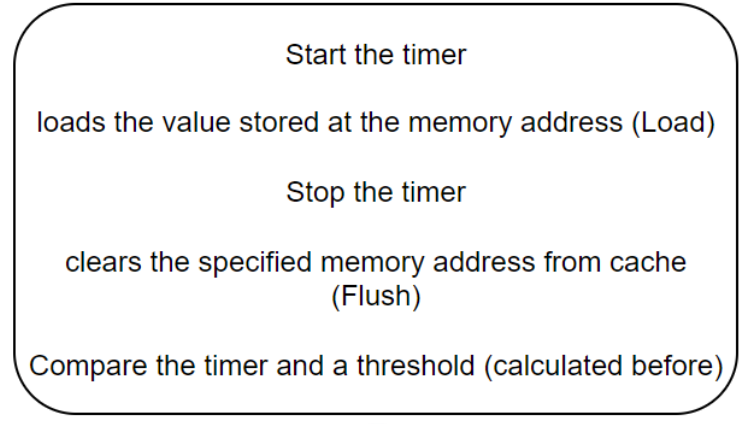 Start the timer
loads the value stored at the memory address (Load)
Stop the timer
clears the specified memory address from cache
(Flush)
Compare the timer and a threshold (calculated before)